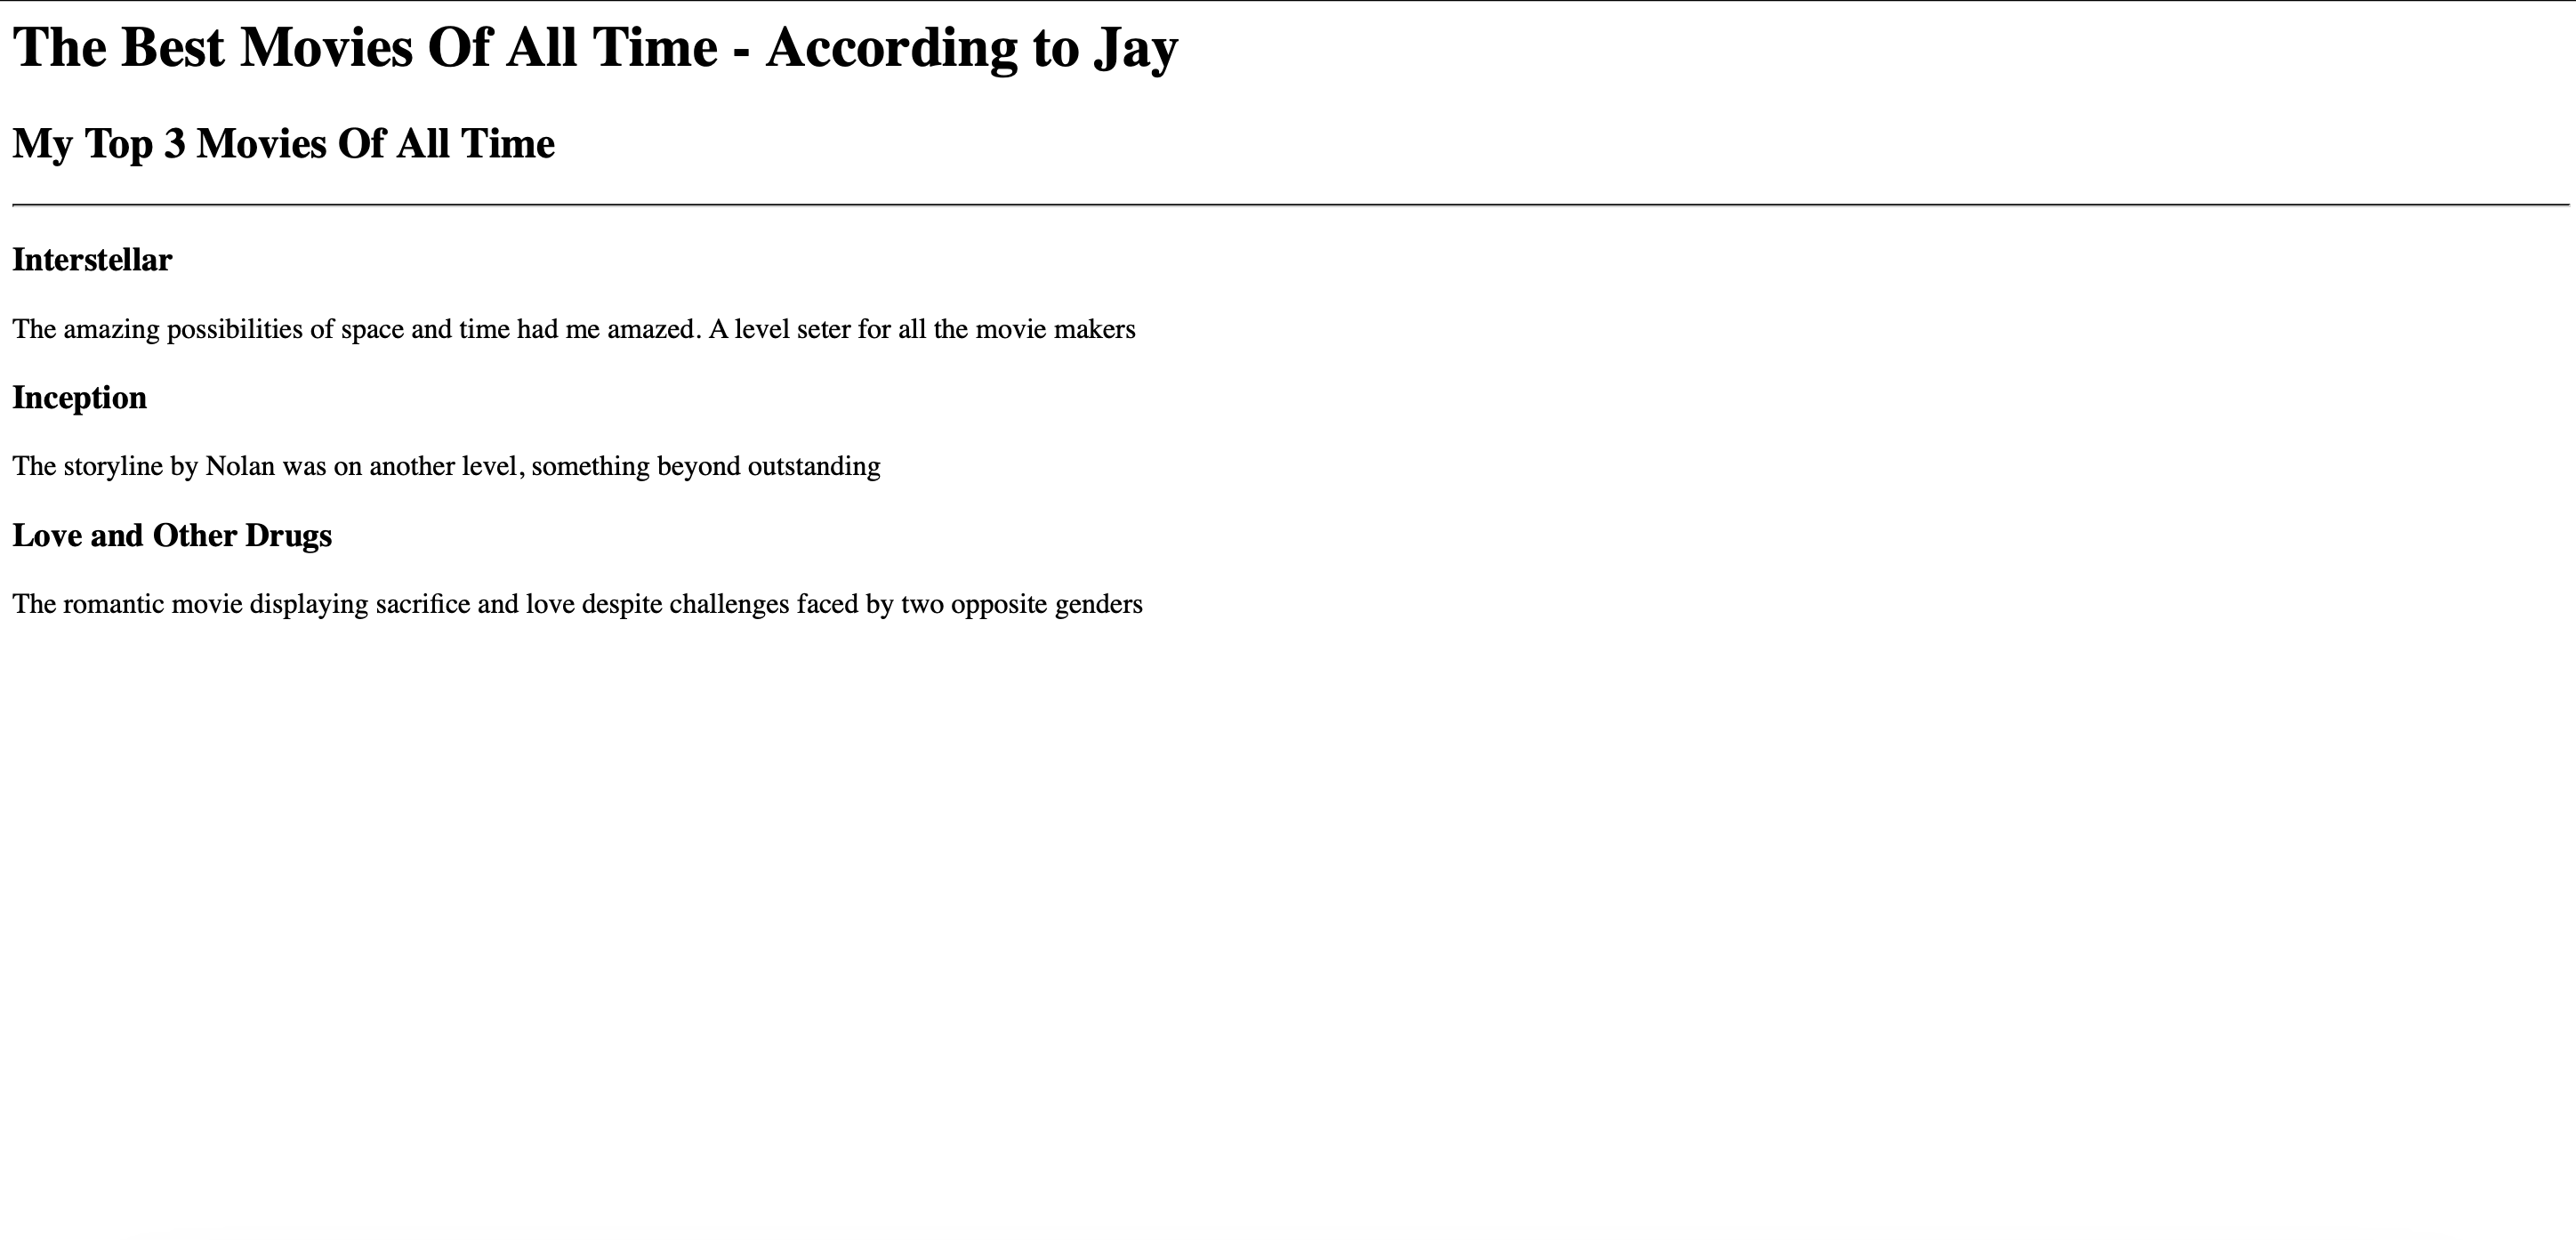 The Best Movies Of All Time - According to Jay
My Top 3 Movies Of All Time
Interstellar
The amazing possibilities of space and time had me amazed. A level seter for all the movie makers
Inception
The storyline by Nolan was on another level, something beyond outstanding
Love and Other Drugs
The romantic movie displaying sacrifice and love despite challenges faced by two opposite genders